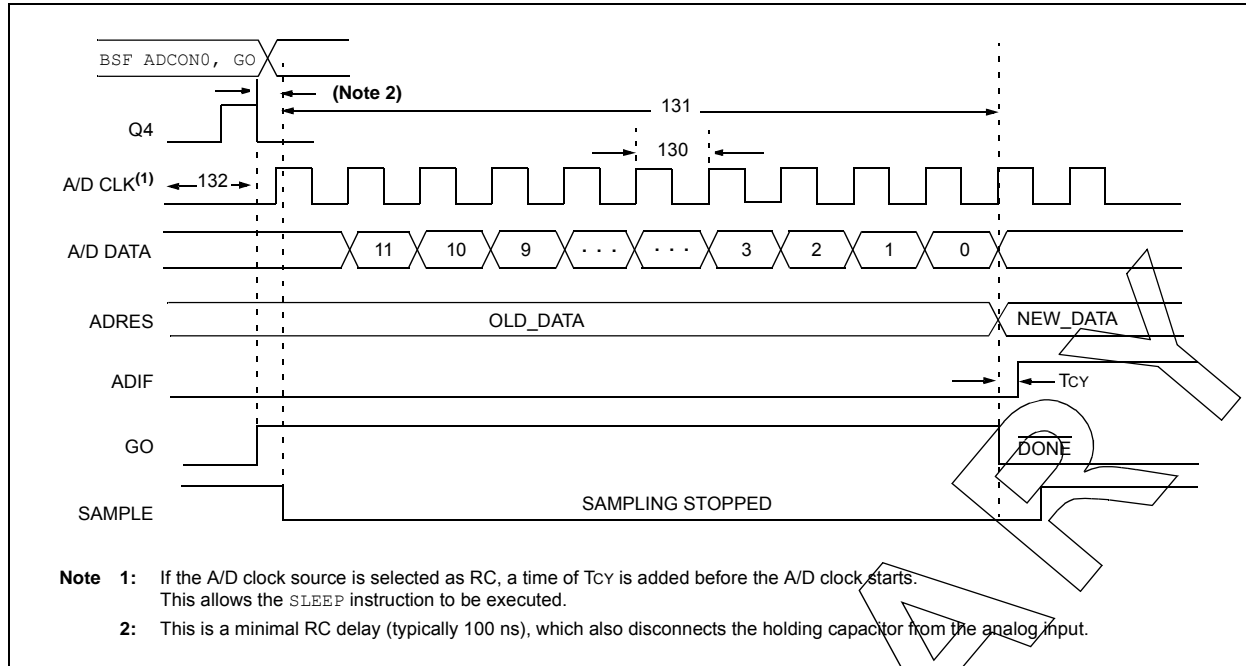 BSF ADCON0, GO
(Note 2)
131
Q4
130
A/D CLK(1)
132
A/D DATA
11 10 9 . . . . . . 3 2 1 0
ADRES
OLD_DATA
NEW_DATA
ADIF
TCY
GO
DONE
SAMPLE
SAMPLING STOPPED
Note 1: If the A/D clock source is selected as RC, a time of TCY is added before the A/D clock starts.
This allows the SLEEP instruction to be executed.
2: This is a minimal RC delay (typically 100 ns), which also disconnects the holding capacitor from the analog input.